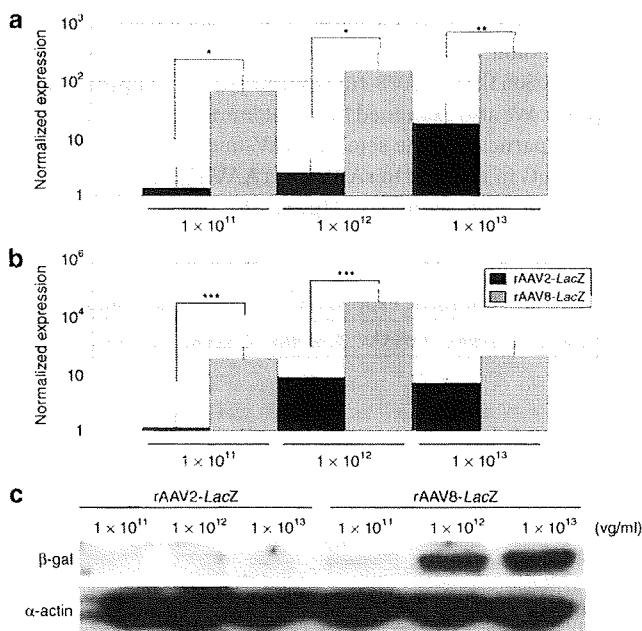 a
10³
*
*
**
10²
10
1
Normalized expression
1 × 10¹¹
1 × 10¹²
1 × 10¹³
b
10⁶
***
***
10⁴
10
1
Normalized expression
rAAV2-LacZ
rAAV8-LacZ
1 × 10¹¹
1 × 10¹²
1 × 10¹³
c
rAAV2-LacZ
rAAV8-LacZ
1 × 10¹¹
1 × 10¹²
1 × 10¹³
1 × 10¹¹
1 × 10¹²
1 × 10¹³
(vg/ml)
β-gal
α-actin